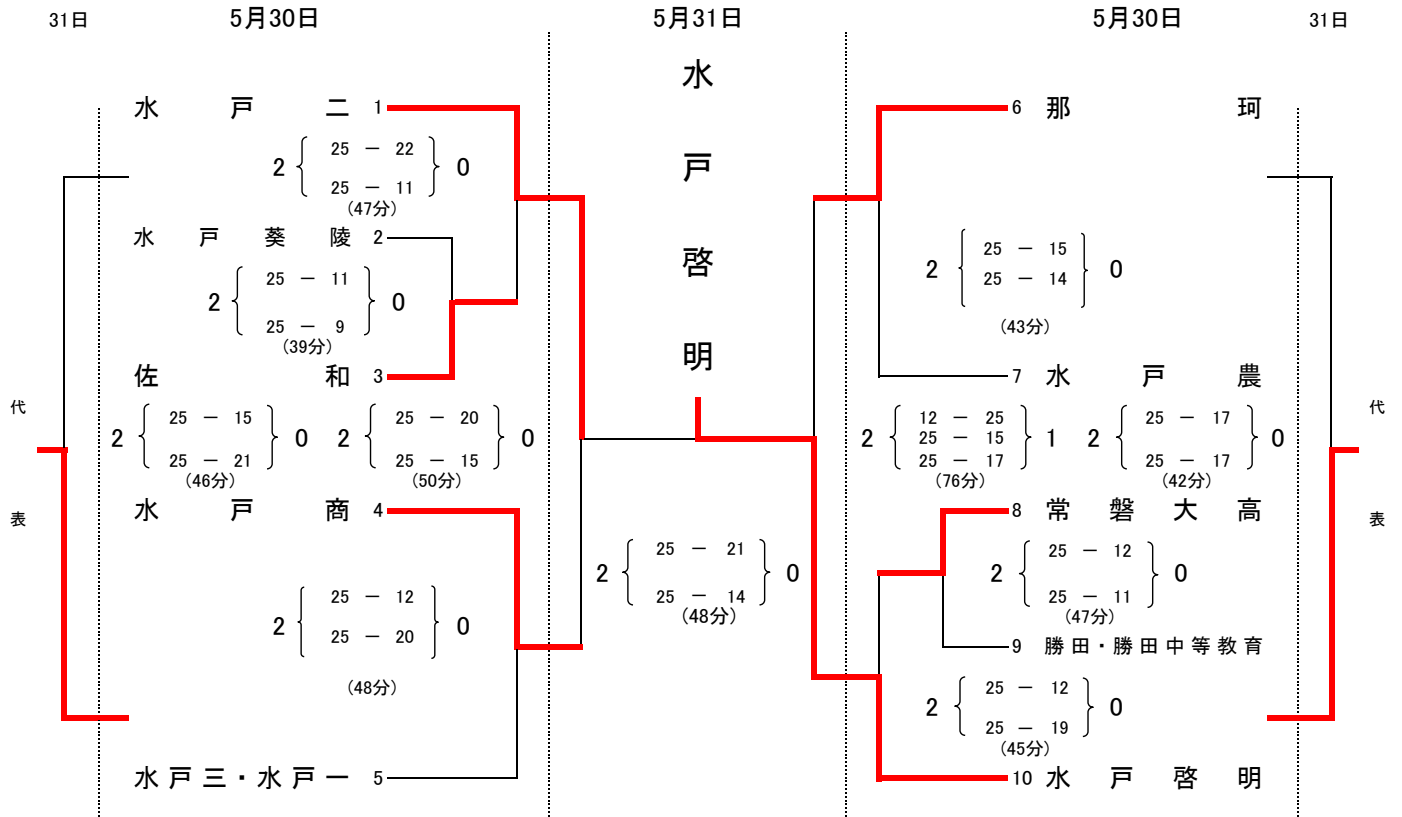 31日 5月30日 5月31日 5月30日 31日
水戸啓明
水戸二 1
2 25 － 22 0
25 － 11
(47分)
水戸葵陵 2
2 25 － 11 0
25 － 9
(39分)
佐和 3
2 25 － 15 0
25 － 21
(46分)
2 25 － 20 0
25 － 15
(50分)
水戸商 4
2 25 － 12 0
25 － 20
(48分)
水戸三・水戸一 5
代表
2 25 － 21 0
25 － 14
(48分)
6 那珂
2 25 － 15 0
25 － 14
(43分)
7 水戸農
2 12 － 25 1
25 － 15
25 － 17
(76分)
2 25 － 17 0
25 － 17
(42分)
8 常磐大高
2 25 － 12 0
25 － 11
(47分)
9 勝田・勝田中等教育
2 25 － 12 0
25 － 19
(45分)
10 水戸啓明
代表